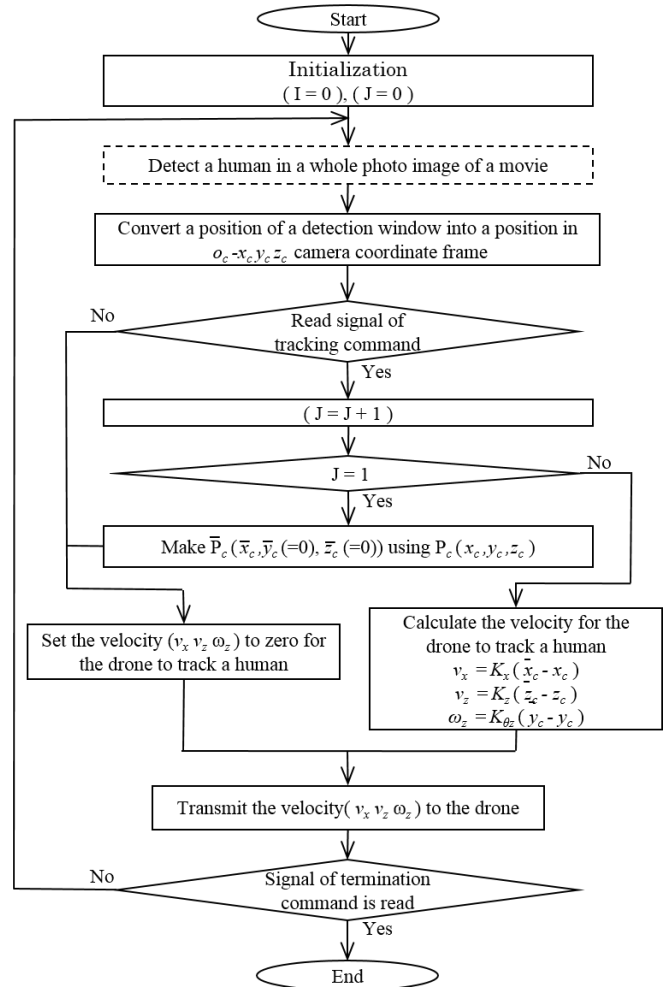 Start
Initialization
( I = 0 ), ( J = 0 )
Detect a human in a whole photo image of a movie
Convert a position of a detection window into a position in
o_c -x_c y_c z_c camera coordinate frame
No
Read signal of
tracking command
Yes
( J = J + 1 )
J = 1
No
Yes
Make P̅_c ( x̅_c , y̅_c (=0), z̅_c (=0)) using P_c ( x_c , y_c , z_c )
Set the velocity (v_x v_z ω_z ) to zero for
the drone to track a human
Calculate the velocity for the
drone to track a human
v_x = K_x ( x̅_c - x_c )
v_z = K_z ( z̅_c - z_c )
ω_z = K_θz ( y̅_c - y_c )
Transmit the velocity( v_x v_z ω_z ) to the drone
No
Signal of termination
command is read
Yes
End